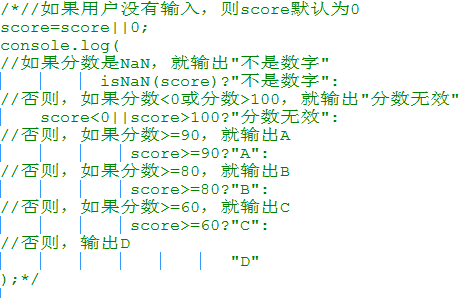 /*//如果用户没有输入，则score默认为0
score=score||0;
console.log(
//如果分数是NaN，就输出"不是数字"
isNaN(score)?"不是数字":
//否则，如果分数<0或分数>100，就输出"分数无效"
score<0||score>100?"分数无效":
//否则，如果分数>=90，就输出A
score>=90?"A":
//否则，如果分数>=80，就输出B
score>=80?"B":
//否则，如果分数>=60，就输出C
score>=60?"C":
//否则，输出D
"D"
);*/